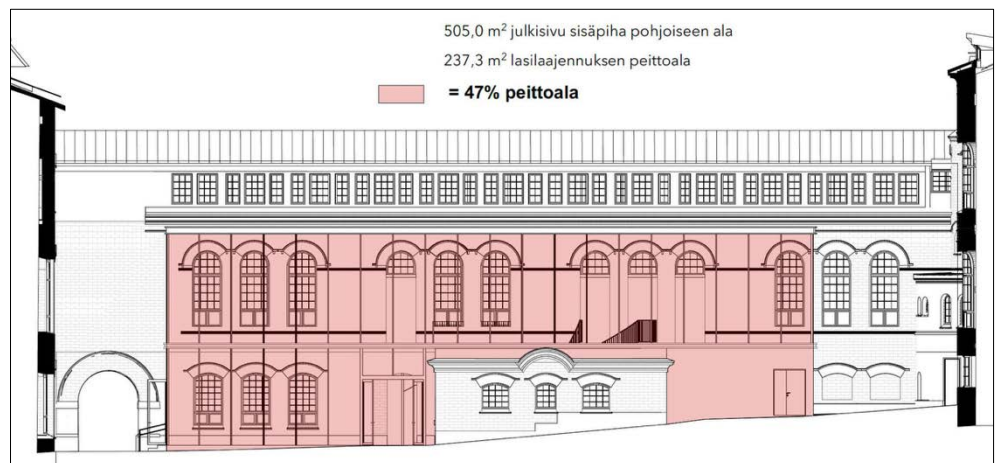 505,0 m² julkisivu sisäpiha pohjoiseen ala
237,3 m² lasilaajennuksen peittoala
= 47% peittoala